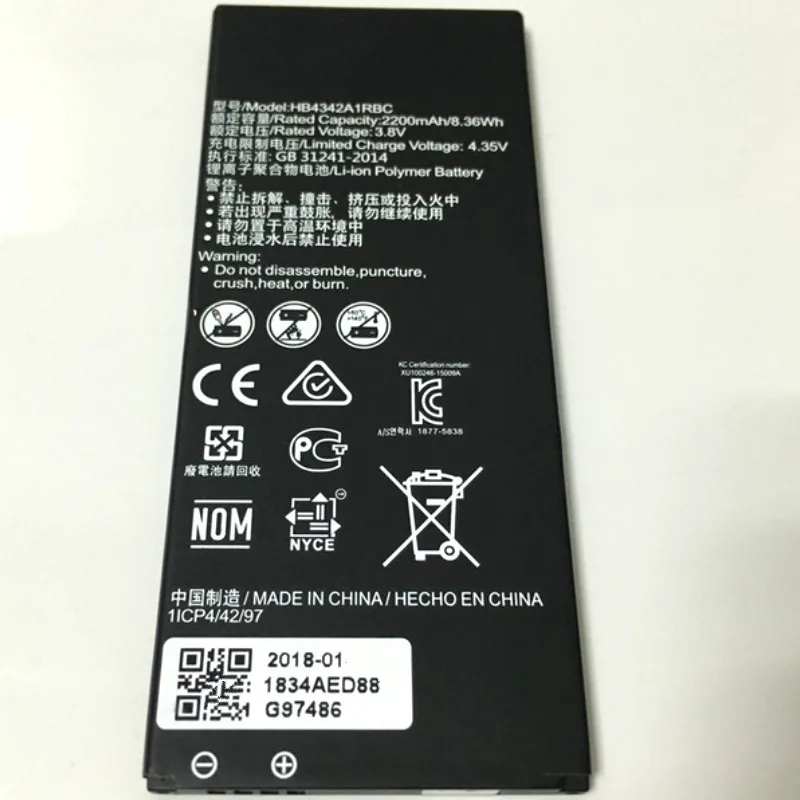 型号/Model:HB4342A1RBC
额定容量/Rated Capacity:2200mAh/8.36Wh
额定电压/Rated Voltage: 3.8V
充电限制电压/Limited Charge Voltage: 4.35V
执行标准: GB 31241-2014
锂离子聚合物电池/Li-ion Polymer Battery
警告:
• 禁止拆解、撞击、挤压或投入火中
• 若出现严重鼓胀，请勿继续使用
• 请勿置于高温环境中
• 电池浸水后禁止使用
Warning:
• Do not disassemble,puncture,
crush,heat,or burn.
CE
KC Certification number:
XU100246-15009A
KC
A/S연락사 1877-5838
廢電池請回收
PCT
NOM
NYCE
中国制造 / MADE IN CHINA / HECHO EN CHINA
1ICP4/42/97
2018-01
1834AED88
G97486